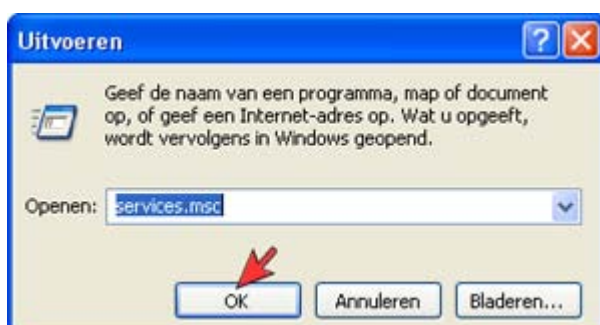 Uitvoeren
Geef de naam van een programma, map of document
op, of geef een Internet-adres op. Wat u opgeeft,
wordt vervolgens in Windows geopend.
Openen: services.msc
OK Annuleren Bladeren...